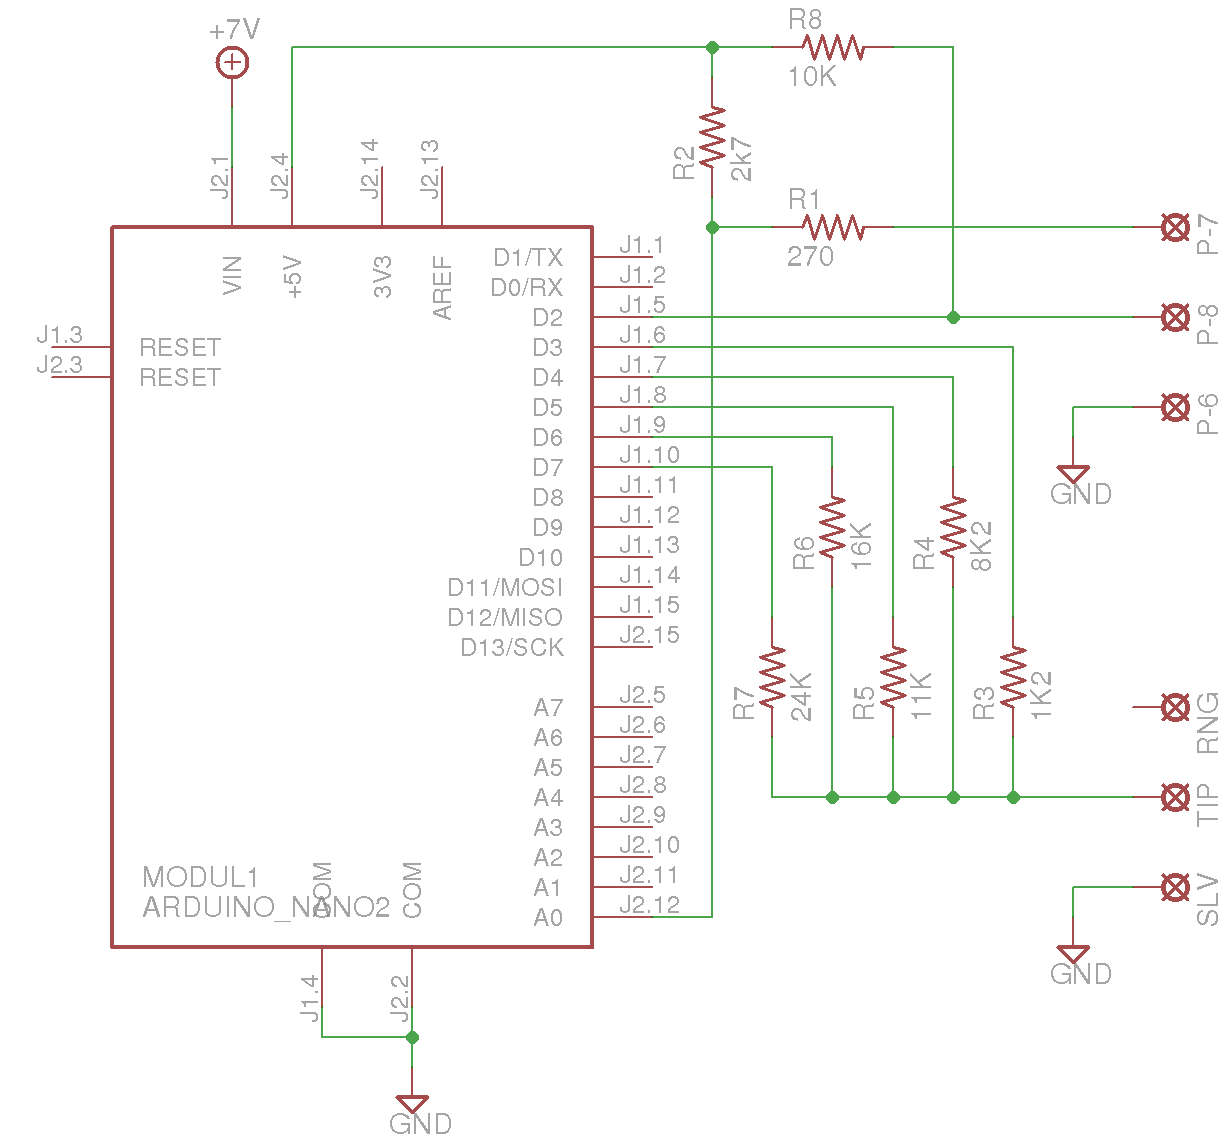 +7V
R8
10K
J2.1
J2.4
J2.14
J2.13
R2
2k7
R1
270
P-7
VIN
+5V
3V3
AREF
D1/TX
J1.1
D0/RX
J1.2
D2
J1.5
P-8
J1.3
RESET
D3
J1.6
J2.3
RESET
D4
J1.7
D5
J1.8
P-6
D6
J1.9
D7
J1.10
D8
J1.11
GND
D9
J1.12
D10
J1.13
R6
16K
R4
8K2
D11/MOSI
J1.14
D12/MISO
J1.15
D13/SCK
J2.15
A7
J2.5
R7
24K
R5
11K
R3
1K2
RNG
A6
J2.6
A5
J2.7
A4
J2.8
TIP
A3
J2.9
A2
J2.10
MODUL1
COM
COM
A1
J2.11
SLV
ARDUINO_NANO2
A0
J2.12
GND
J1.4
J2.2
GND